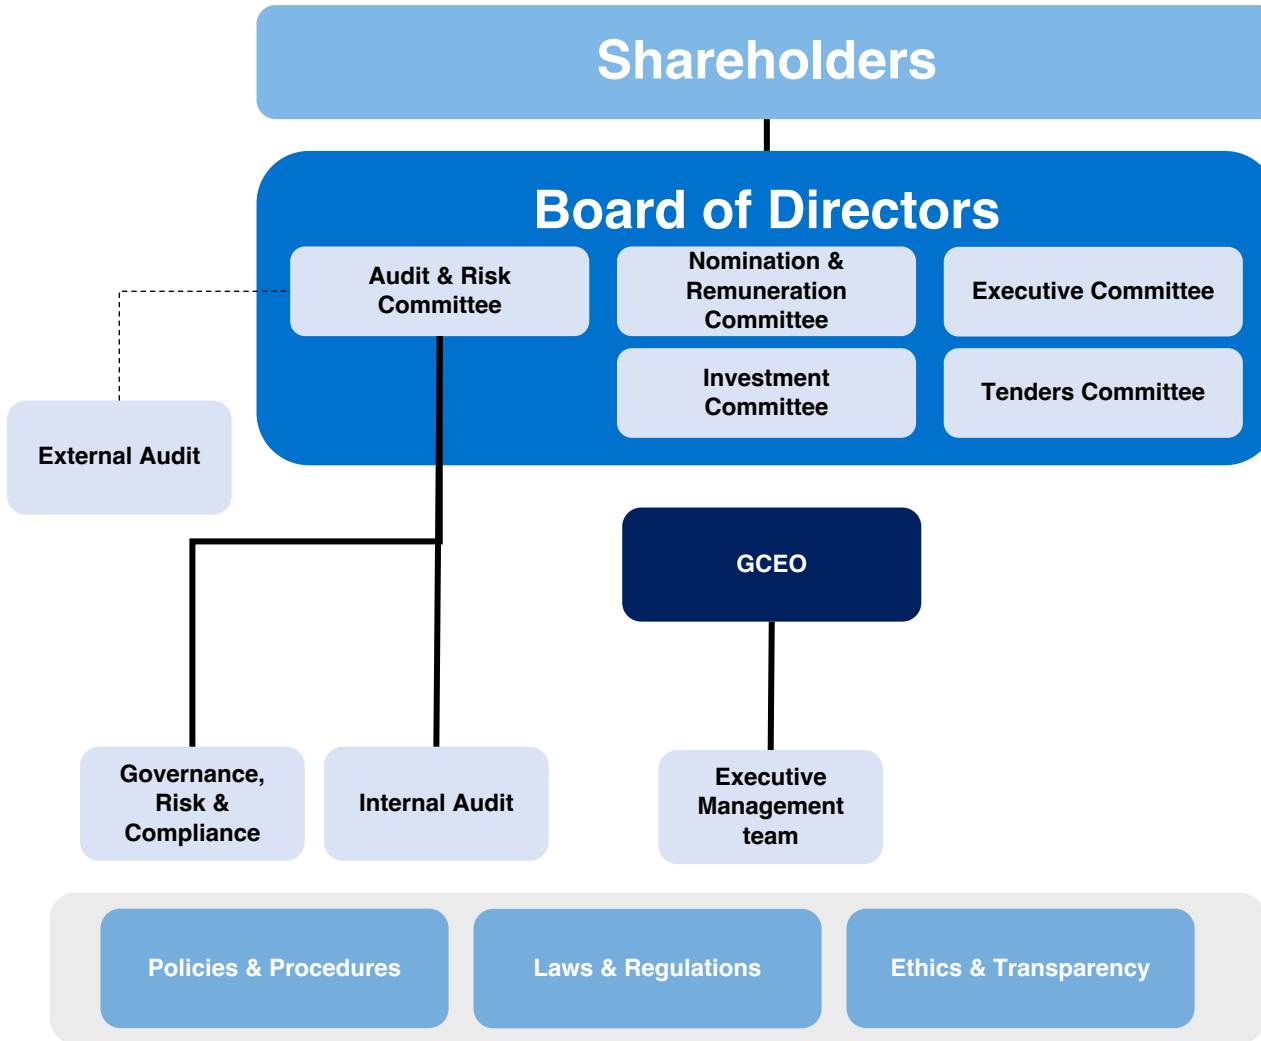 Shareholders
Board of Directors
Audit & Risk
Committee
Nomination &
Remuneration
Committee
Executive Committee
Investment
Committee
Tenders Committee
External Audit
GCEO
Governance,
Risk &
Compliance
Internal Audit
Executive
Management
team
Policies & Procedures
Laws & Regulations
Ethics & Transparency